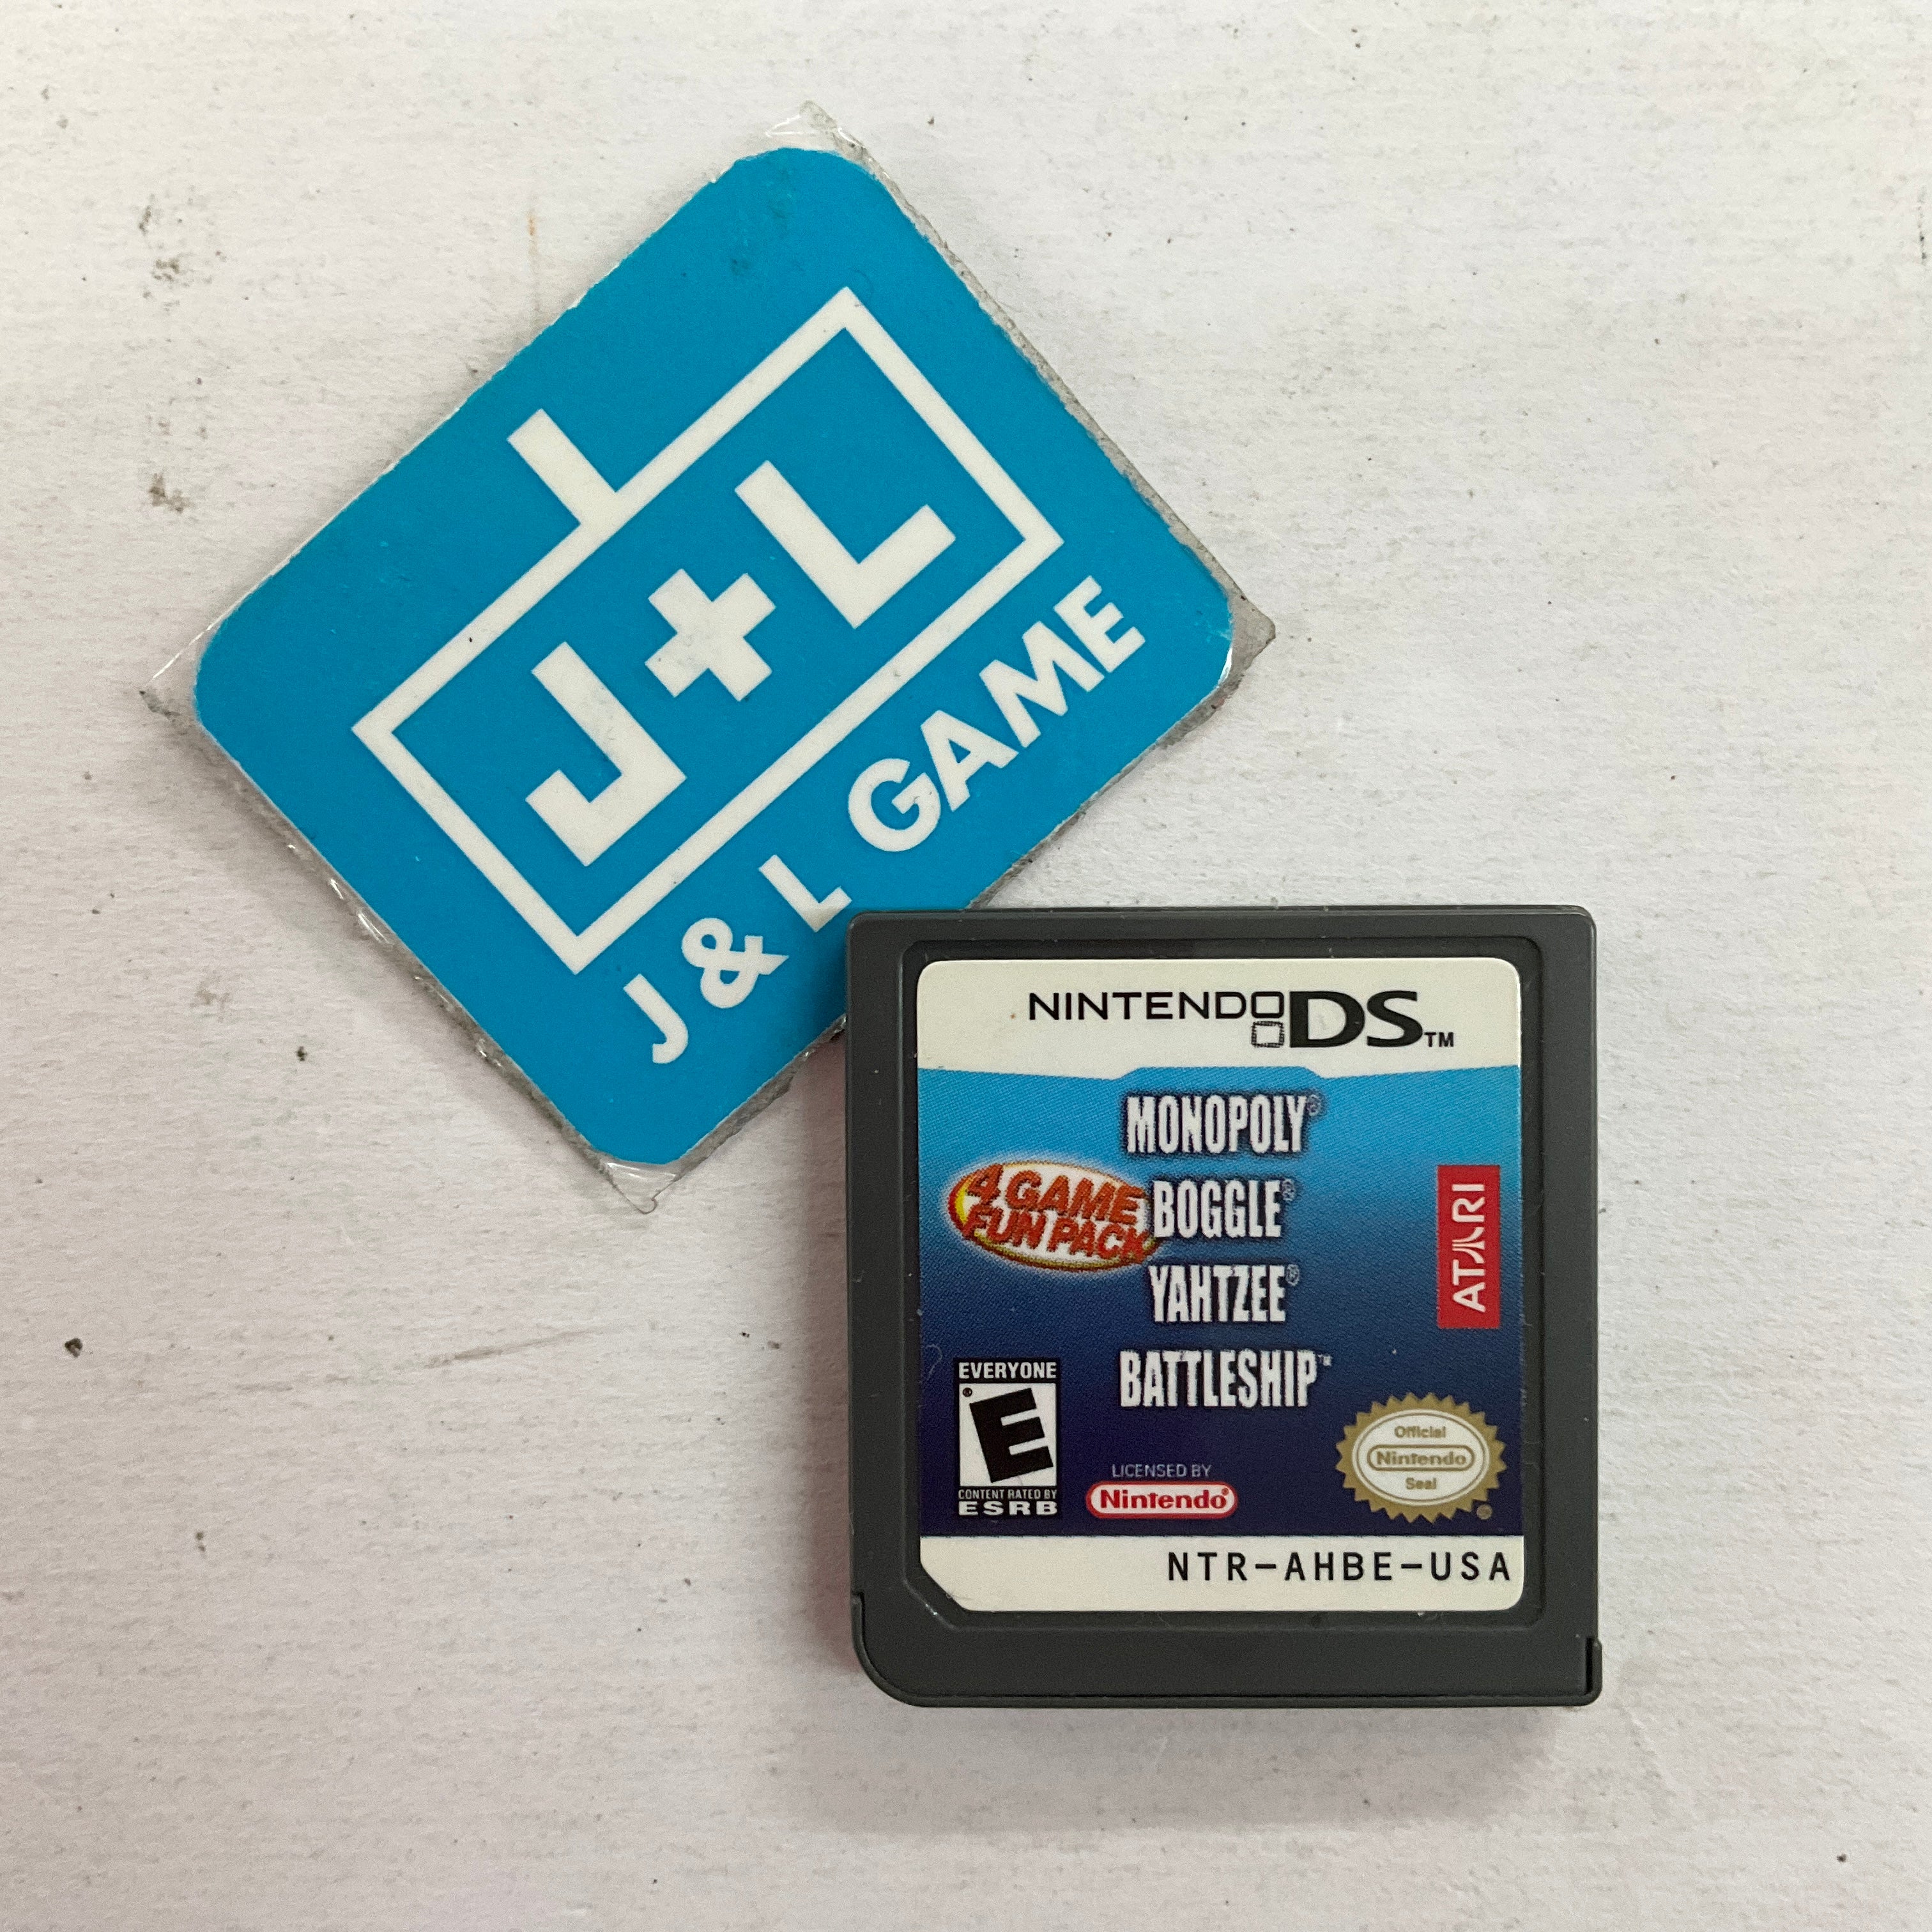 J+L
J & L GAME
NINTENDO DS™
MONOPOLY®
4 GAME
FUN PACK
BOGGLE®
YAHTZEE®
BATTLESHIP™
ATARI
EVERYONE
E
CONTENT RATED BY
ESRB
LICENSED BY
Nintendo®
Official
Nintendo
Seal
NTR-AHBE-USA